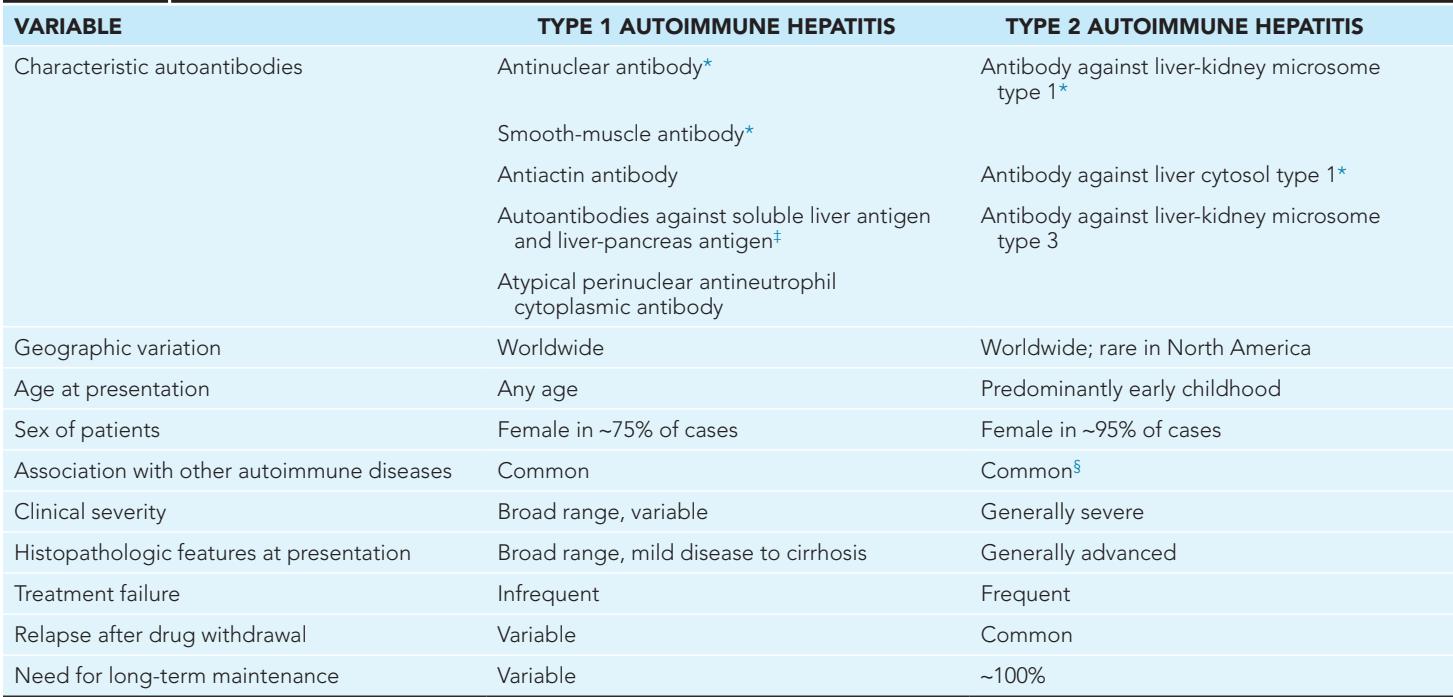 VARIABLE TYPE 1 AUTOIMMUNE HEPATITIS TYPE 2 AUTOIMMUNE HEPATITIS
Characteristic autoantibodies Antinuclear antibody* Antibody against liver-kidney microsome
type 1*
Smooth-muscle antibody*
Antiactin antibody Antibody against liver cytosol type 1*
Autoantibodies against soluble liver antigen Antibody against liver-kidney microsome
and liver-pancreas antigen‡ type 3
Atypical perinuclear antineutrophil
cytoplasmic antibody
Geographic variation Worldwide Worldwide; rare in North America
Age at presentation Any age Predominantly early childhood
Sex of patients Female in ~75% of cases Female in ~95% of cases
Association with other autoimmune diseases Common Common§
Clinical severity Broad range, variable Generally severe
Histopathologic features at presentation Broad range, mild disease to cirrhosis Generally advanced
Treatment failure Infrequent Frequent
Relapse after drug withdrawal Variable Common
Need for long-term maintenance Variable ~100%